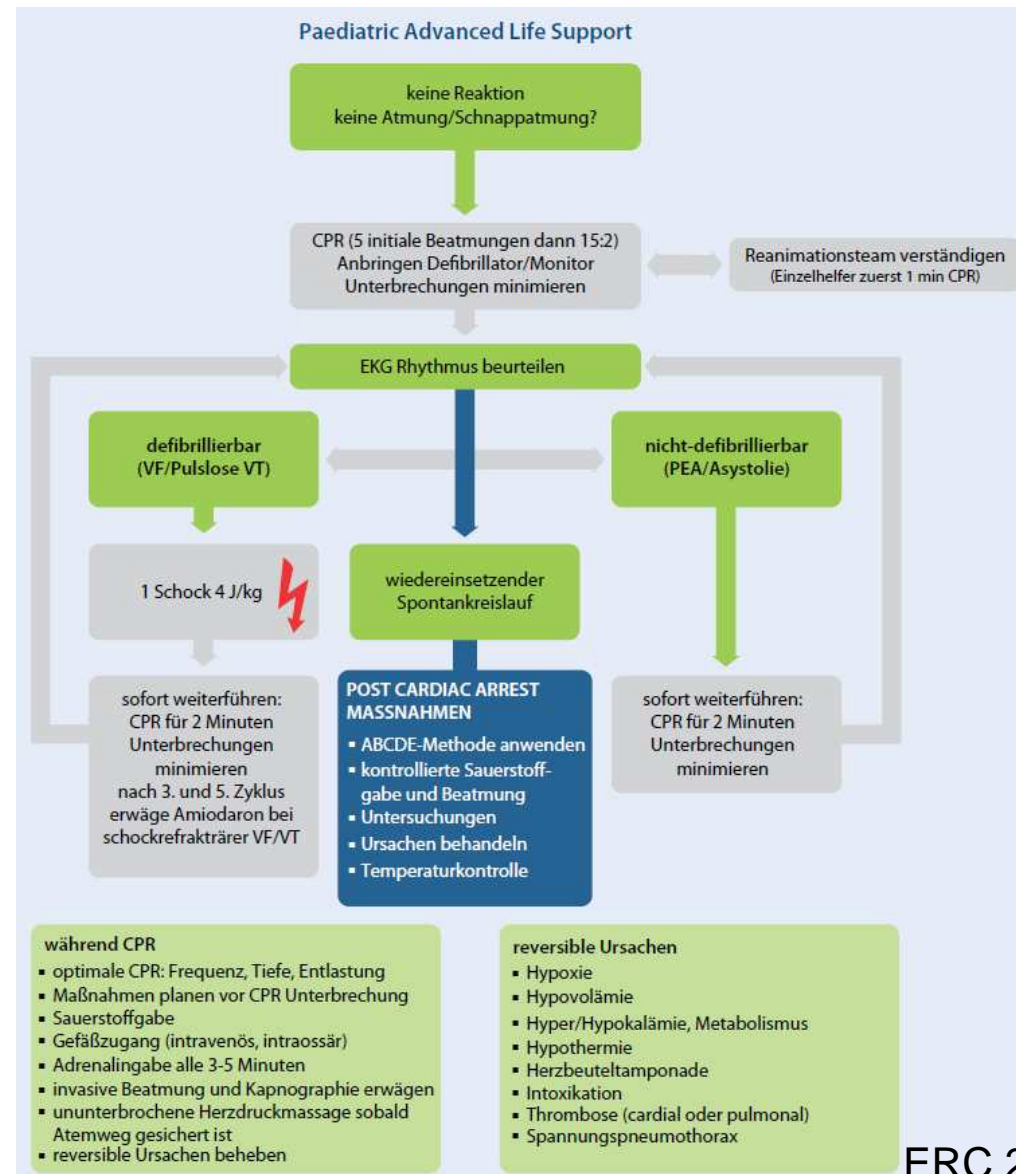 Paediatric Advanced Life Support
keine Reaktion
keine Atmung/Schnappatmung?
CPR (5 initiale Beatmungen dann 15:2)
Anbringen Defibrillator/Monitor
Unterbrechungen minimieren
Reanimationsteam verständigen
(Einzelhelfer zuerst 1 min CPR)
EKG Rhythmus beurteilen
defibrillierbar
(VF/Pulslose VT)
nicht-defibrillierbar
(PEA/Asystolie)
1 Schock 4 J/kg
wiedereinsetzender
Spontankreislauf
sofort weiterführen:
CPR für 2 Minuten
Unterbrechungen
minimieren
nach 3. und 5. Zyklus
erwäge Amiodaron bei
schockrefraktärer VF/VT
POST CARDIAC ARREST
MASSNAHMEN
▪ ABCDE-Methode anwenden
▪ kontrollierte Sauerstoff-
gabe und Beatmung
▪ Untersuchungen
▪ Ursachen behandeln
▪ Temperaturkontrolle
sofort weiterführen:
CPR für 2 Minuten
Unterbrechungen
minimieren
während CPR
▪ optimale CPR: Frequenz, Tiefe, Entlastung
▪ Maßnahmen planen vor CPR Unterbrechung
▪ Sauerstoffgabe
▪ Gefäßzugang (intravenös, intraossär)
▪ Adrenalingabe alle 3-5 Minuten
▪ invasive Beatmung und Kapnographie erwägen
▪ ununterbrochene Herzdruckmassage sobald
Atemweg gesichert ist
▪ reversible Ursachen beheben
reversible Ursachen
▪ Hypoxie
▪ Hypovolämie
▪ Hyper/Hypokalämie, Metabolismus
▪ Hypothermie
▪ Herzbeuteltamponade
▪ Intoxikation
▪ Thrombose (cardial oder pulmonal)
▪ Spannungspneumothorax
ERC